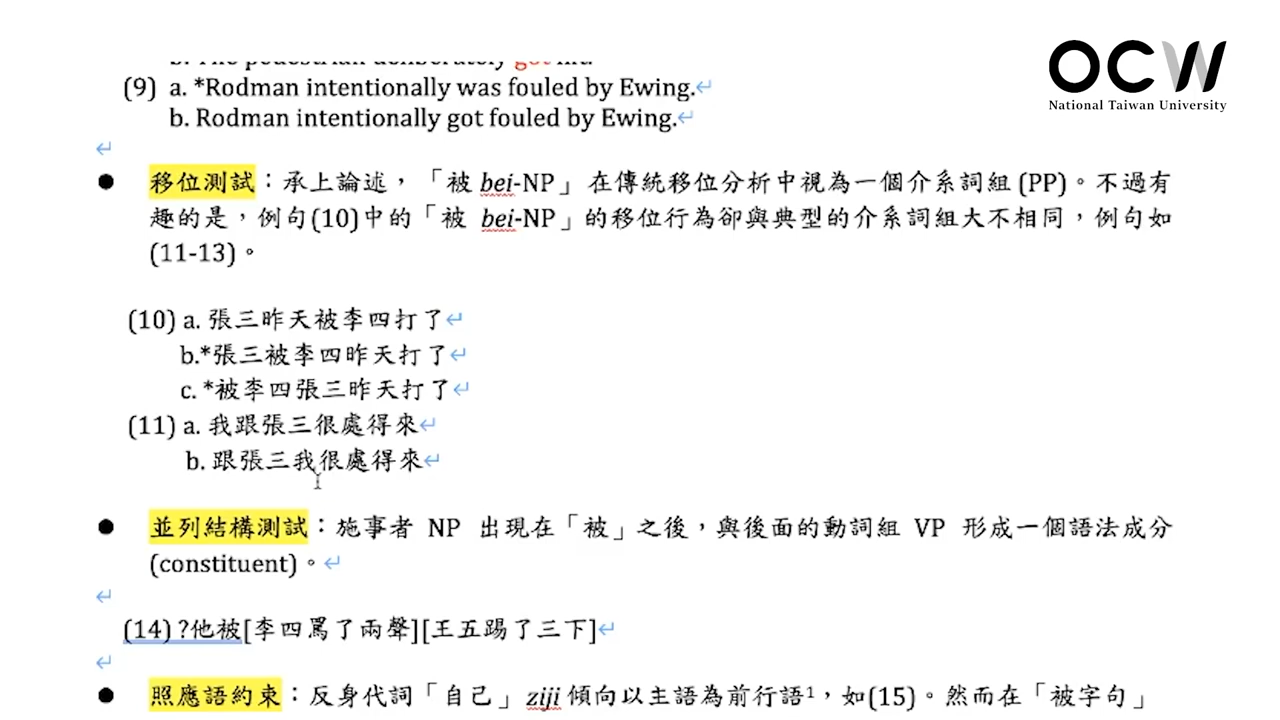 OCW
National Taiwan University
b. The pedestrian deliberately got hit.
(9) a. *Rodman intentionally was fouled by Ewing.
b. Rodman intentionally got fouled by Ewing.
● 移位測試：承上論述，「被 bei-NP」在傳統移位分析中視為一個介系詞組 (PP)。不過有
趣的是，例句(10)中的「被 bei-NP」的移位行為卻與典型的介系詞組大不相同，例句如
(11-13)。
(10) a. 張三昨天被李四打了
b.*張三被李四昨天打了
c. *被李四張三昨天打了
(11) a. 我跟張三很處得來
b. 跟張三我很處得來
● 並列結構測試：施事者 NP 出現在「被」之後，與後面的動詞組 VP 形成一個語法成分
(constituent)。
(14) ?他被[李四罵了兩聲][王五踢了三下]
● 照應語約束：反身代詞「自己」ziji 傾向以主語為前行語1，如(15)。然而在「被字句」